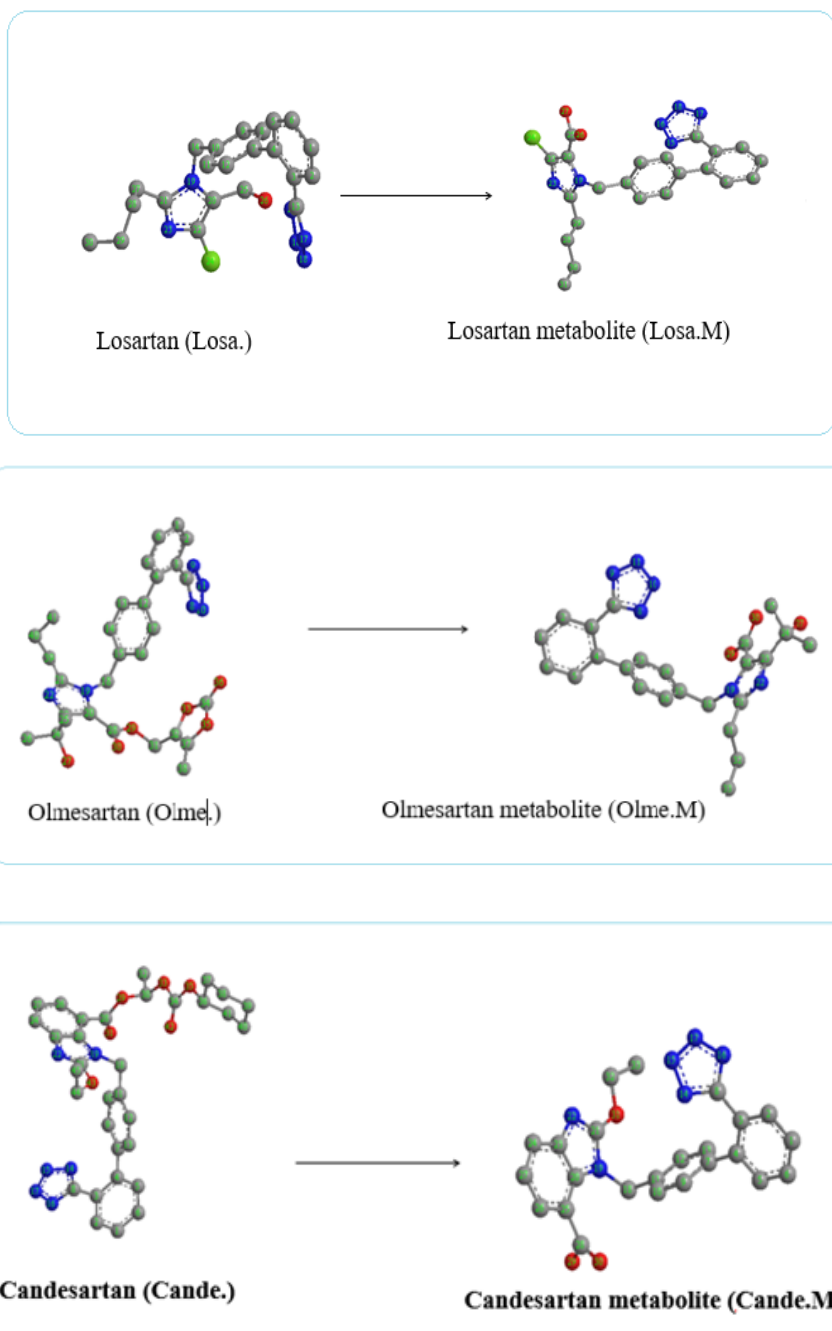 Losartan (Losa.)
Losartan metabolite (Losa.M)
Olmesartan (Olme.)
Olmesartan metabolite (Olme.M)
Candesartan (Cande.)
Candesartan metabolite (Cande.M